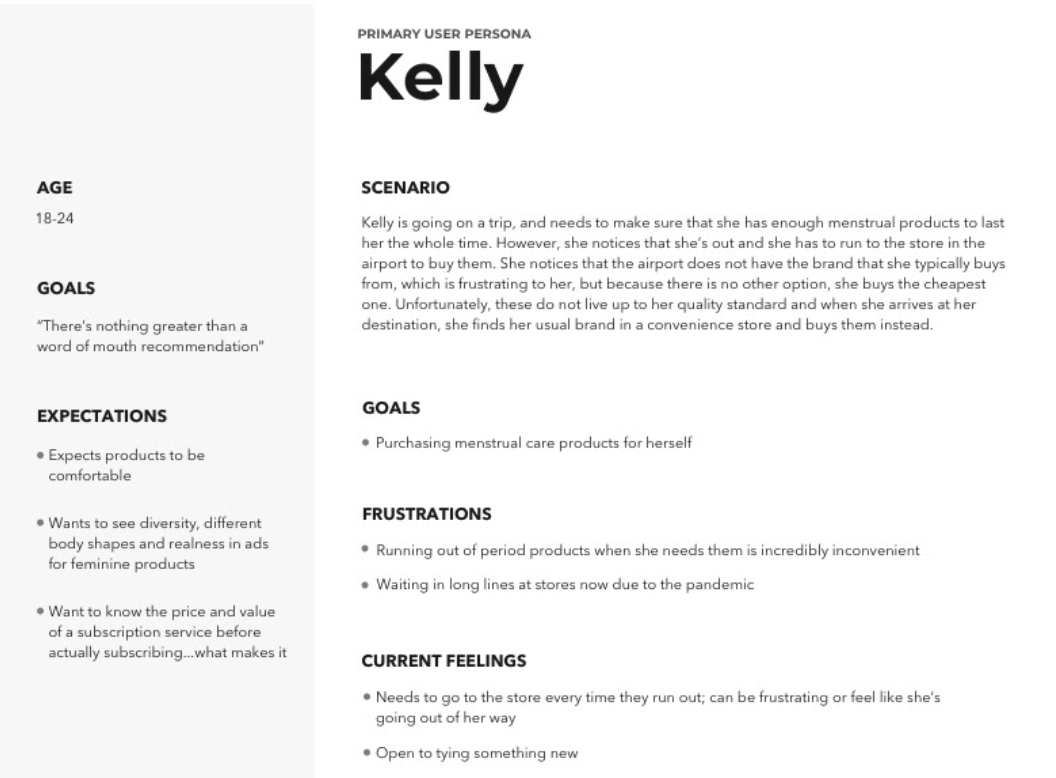 PRIMARY USER PERSONA
Kelly
AGE
18-24
GOALS
“There’s nothing greater than a
word of mouth recommendation”
EXPECTATIONS
• Expects products to be
comfortable
• Wants to see diversity, different
body shapes and realness in ads
for feminine products
• Want to know the price and value
of a subscription service before
actually subscribing...what makes it
SCENARIO
Kelly is going on a trip, and needs to make sure that she has enough menstrual products to last
her the whole time. However, she notices that she’s out and she has to run to the store in the
airport to buy them. She notices that the airport does not have the brand that she typically buys
from, which is frustrating to her, but because there is no other option, she buys the cheapest
one. Unfortunately, these do not live up to her quality standard and when she arrives at her
destination, she finds her usual brand in a convenience store and buys them instead.
GOALS
• Purchasing menstrual care products for herself
FRUSTRATIONS
• Running out of period products when she needs them is incredibly inconvenient
• Waiting in long lines at stores now due to the pandemic
CURRENT FEELINGS
• Needs to go to the store every time they run out; can be frustrating or feel like she’s
going out of her way
• Open to tying something new